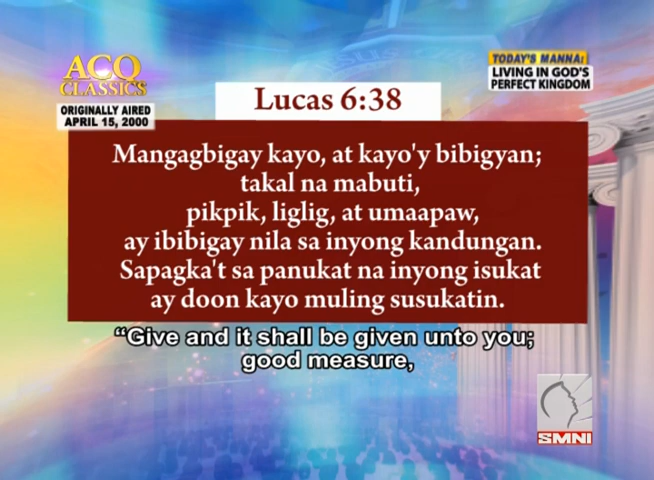 ACQ
CLASSICS
ORIGINALLY AIRED
APRIL 15, 2000
TODAY'S MANNA:
LIVING IN GOD'S
PERFECT KINGDOM
Lucas 6:38
Mangagbigay kayo, at kayo'y bibigyan;
takal na mabuti,
pikpik, liglig, at umaapaw,
ay ibibigay nila sa inyong kandungan.
Sapagka't sa panukat na inyong isukat
ay doon kayo muling susukatin.
“Give and it shall be given unto you;
good measure,
SMNI